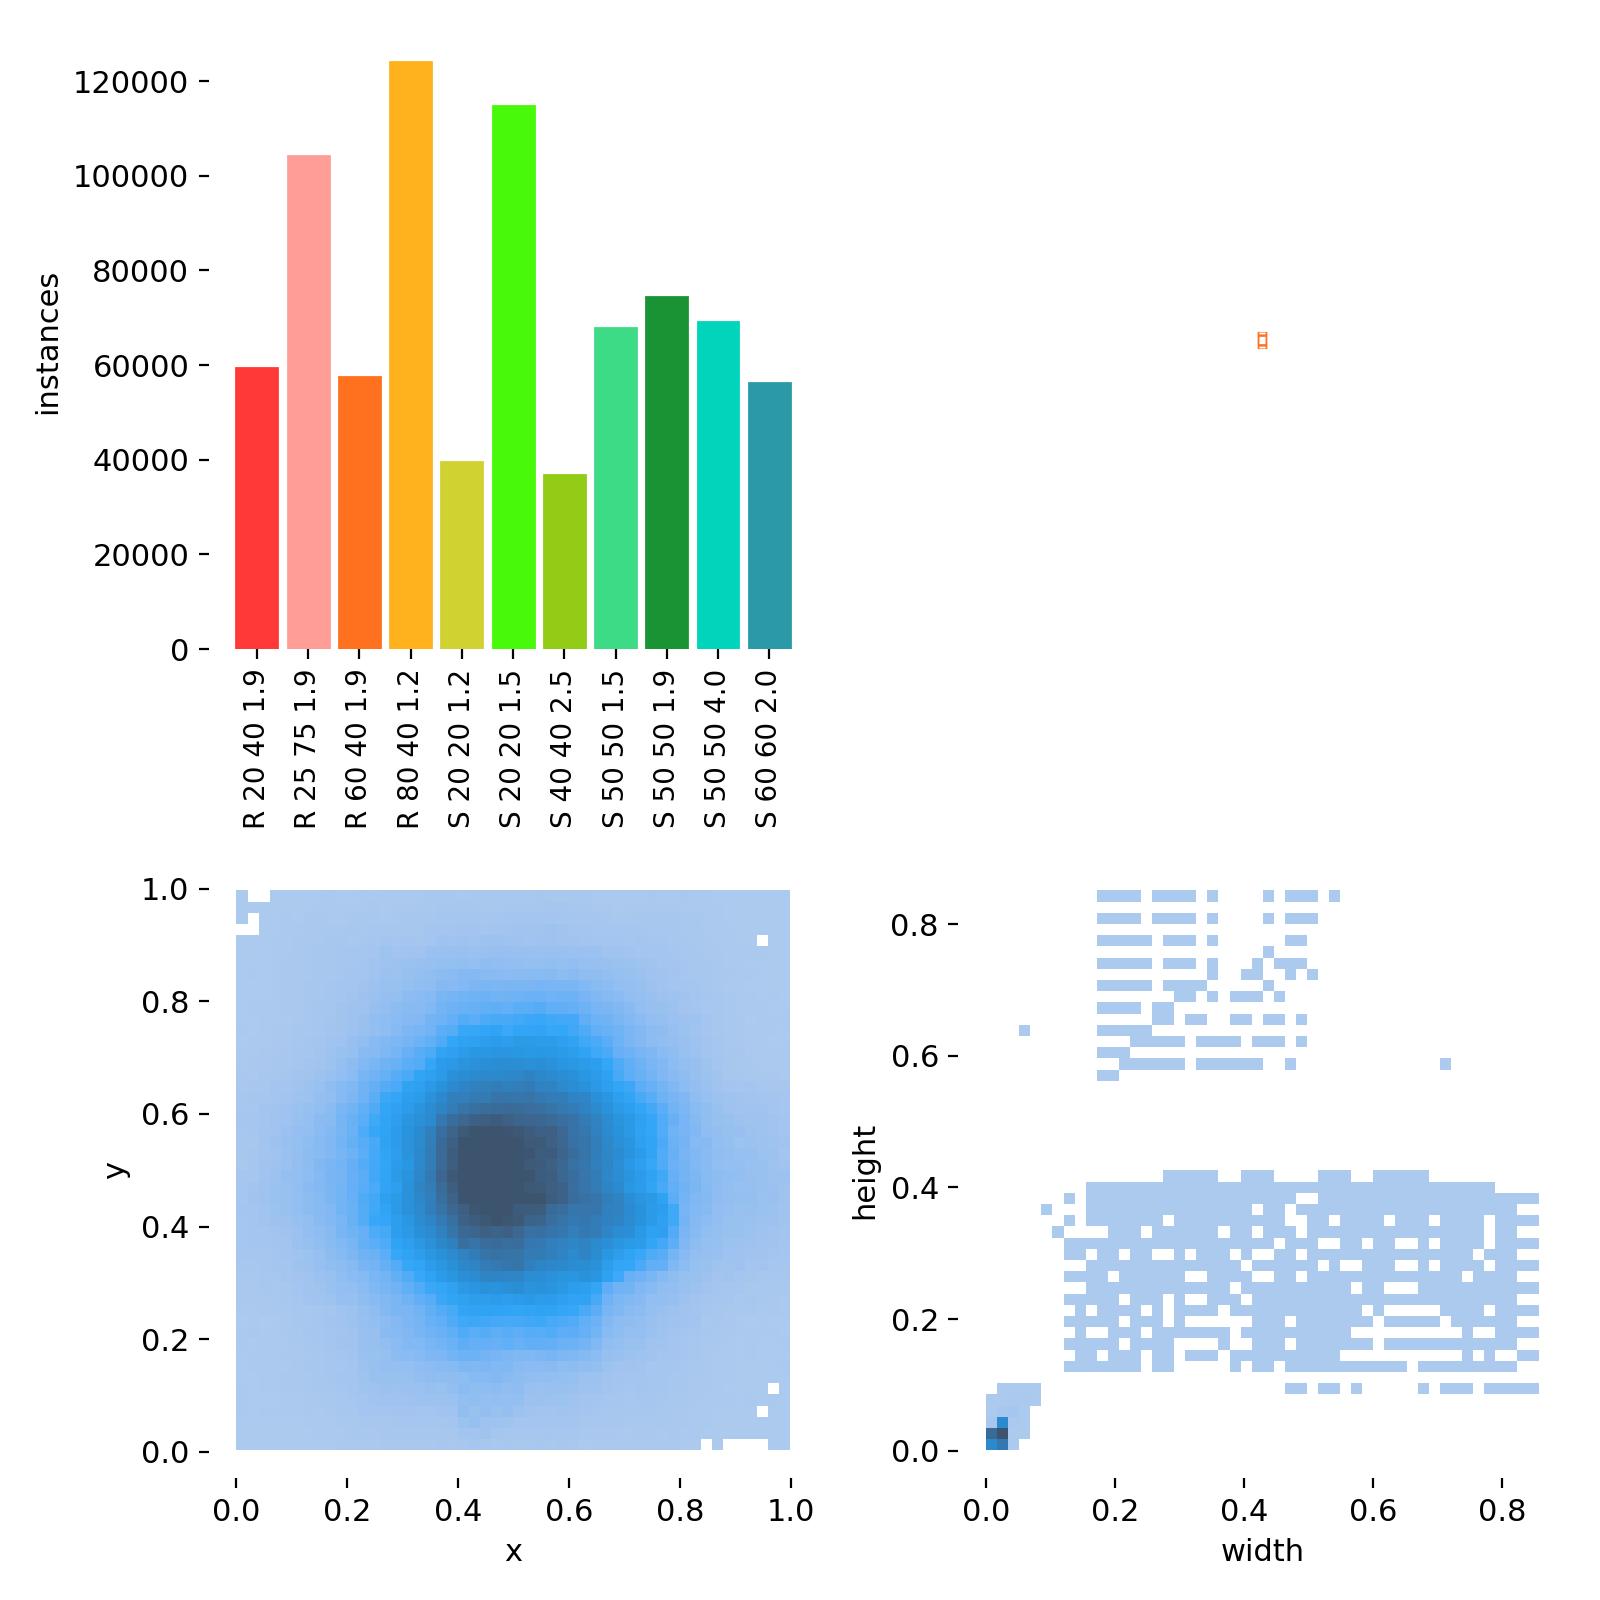 120000
100000
80000
60000
40000
20000
0
instances
R 20 40 1.9
R 25 75 1.9
R 60 40 1.9
R 80 40 1.2
S 20 20 1.2
S 20 20 1.5
S 40 40 2.5
S 50 50 1.5
S 50 50 1.9
S 50 50 4.0
S 60 60 2.0
1.0
0.8
0.6
0.4
0.2
0.0
y
0.0 0.2 0.4 0.6 0.8 1.0
x
0.8
0.6
0.4
0.2
0.0
height
0.0 0.2 0.4 0.6 0.8
width